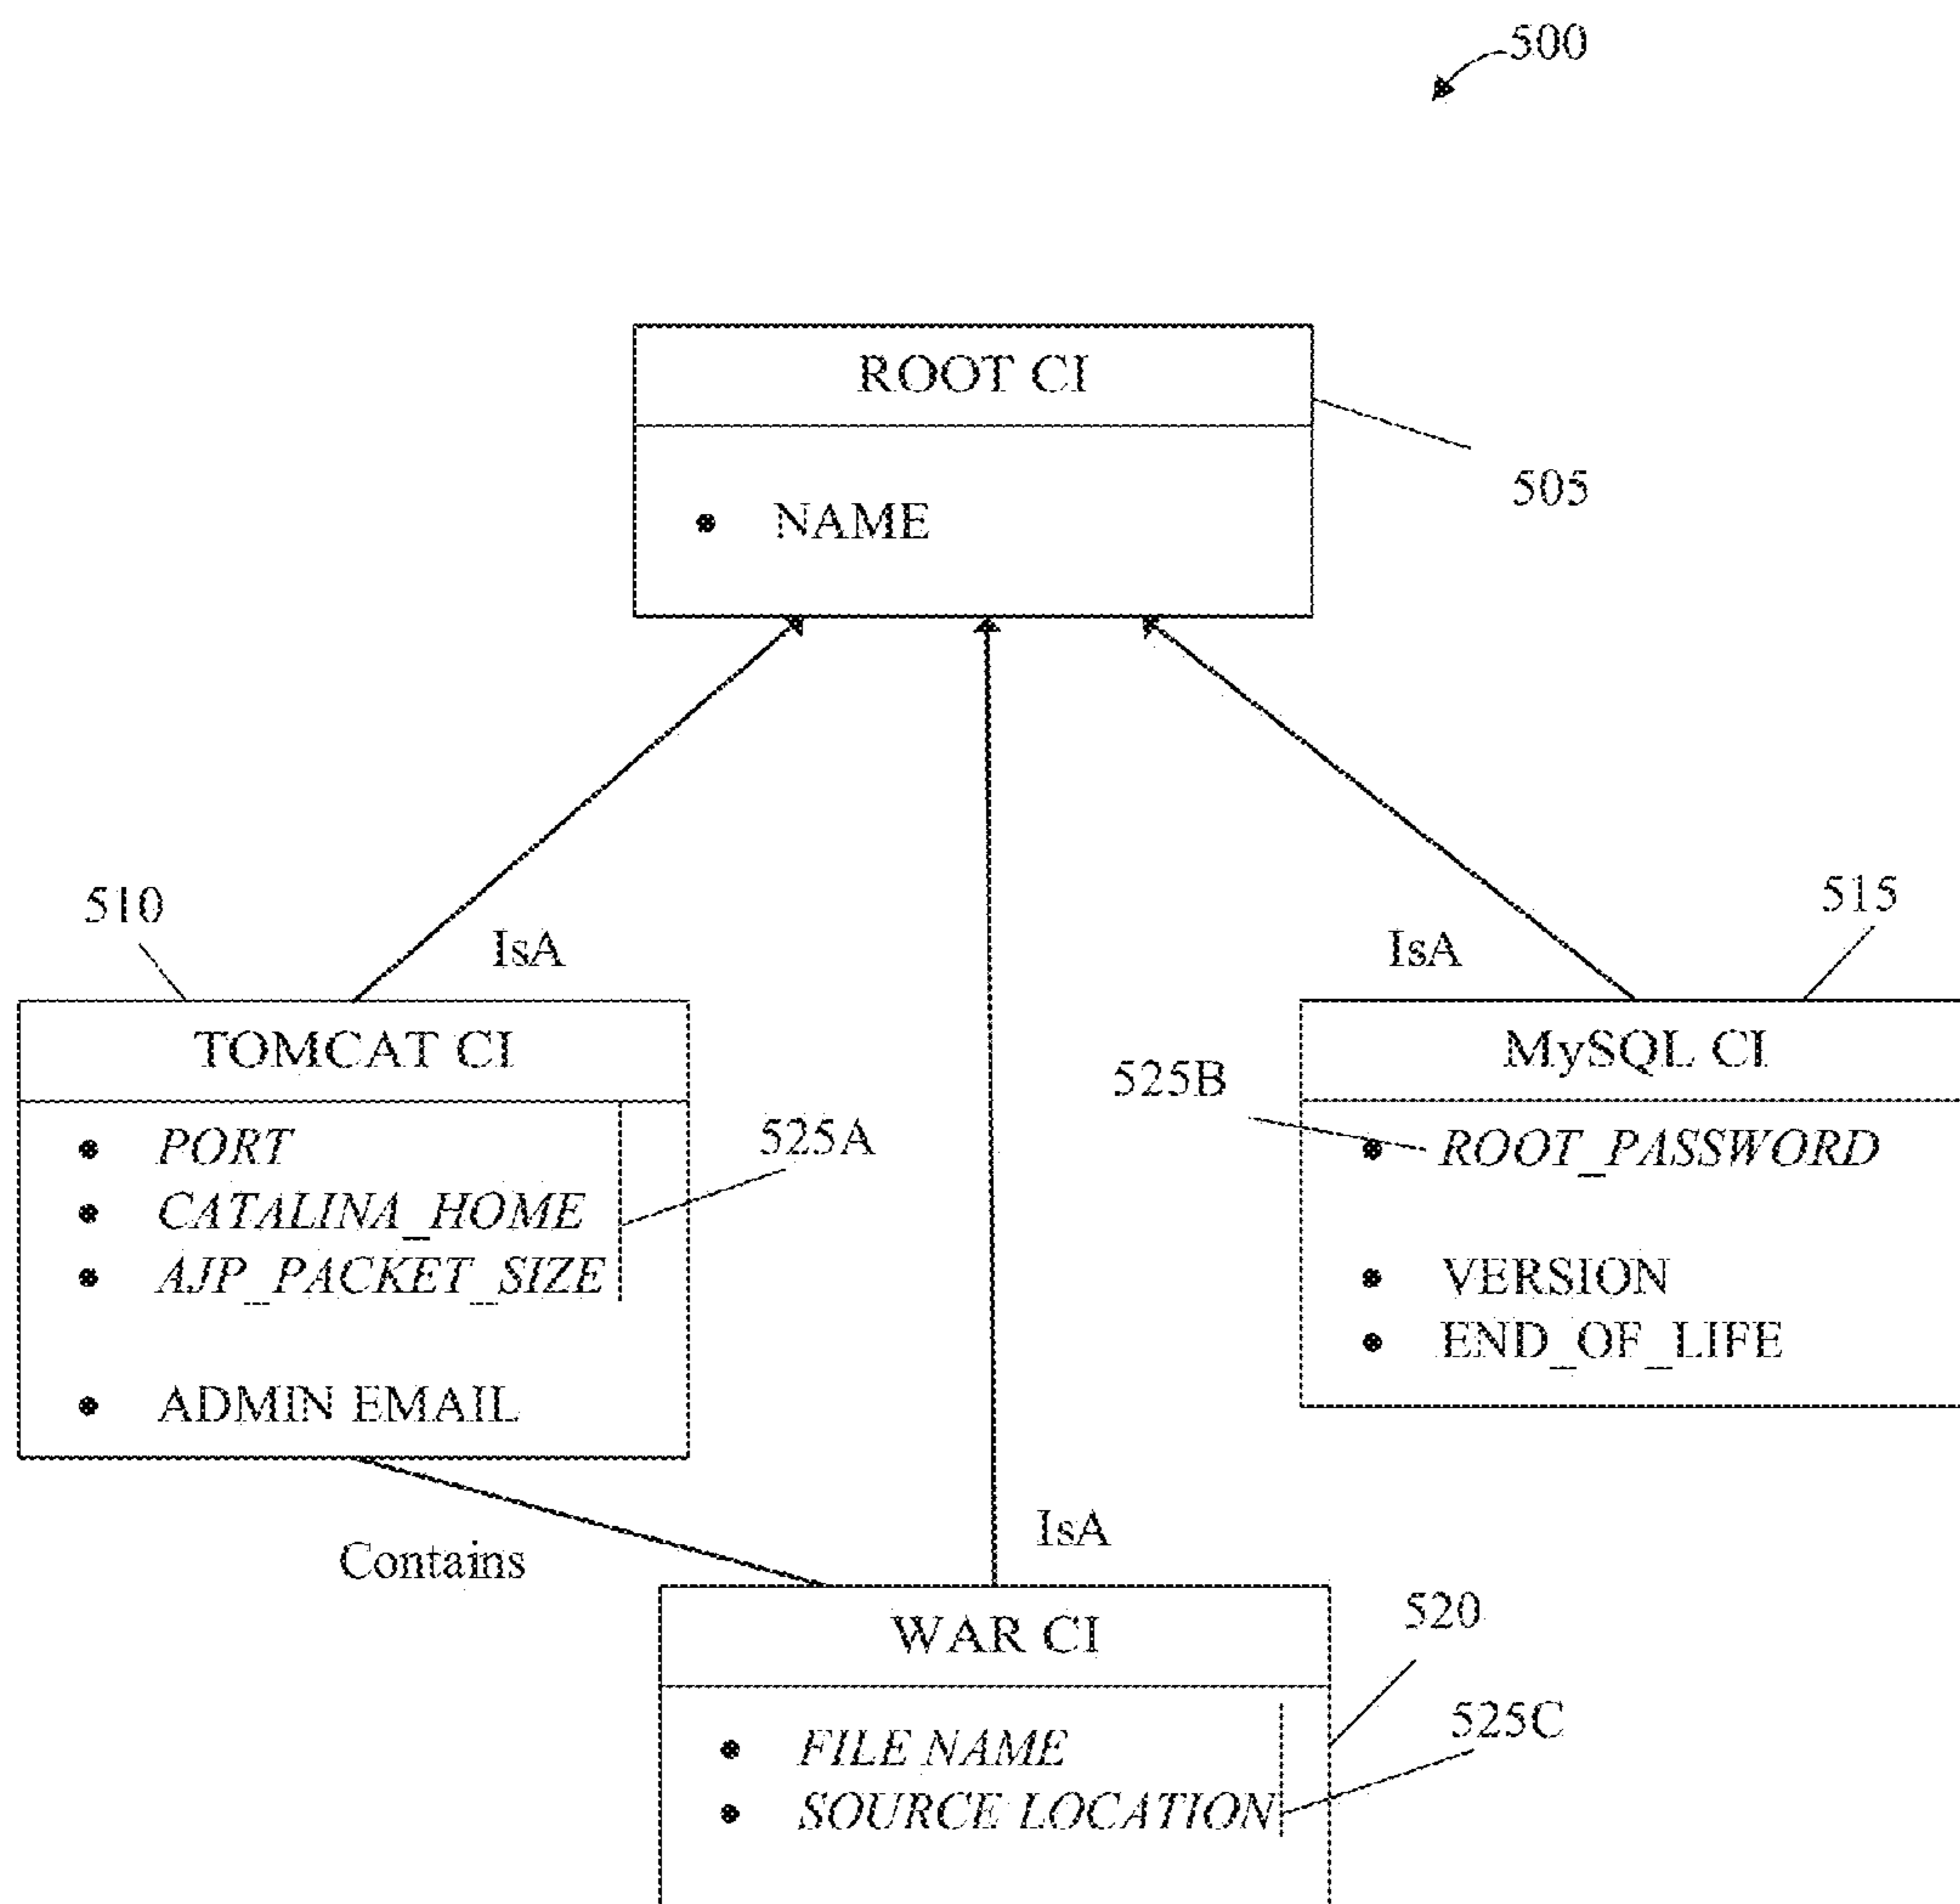 500
ROOT CI
505
• NAME
510
515
IsA
IsA
TOMCAT CI
• PORT
• CATALINA_HOME
• AJP_PACKET_SIZE
• ADMIN EMAIL
525A
MySQL CI
525B
• ROOT_PASSWORD
• VERSION
• END_OF_LIFE
Contains
IsA
WAR CI
520
• FILE NAME
• SOURCE LOCATION
525C